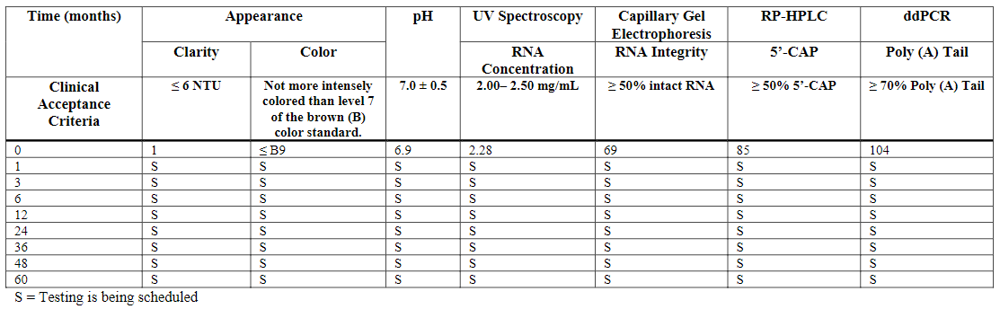 Time (months) Appearance pH UV Spectroscopy Capillary Gel Electrophoresis RP-HPLC ddPCR
Clarity Color RNA Concentration RNA Integrity 5’-CAP Poly (A) Tail
Clinical Acceptance Criteria ≤ 6 NTU Not more intensely colored than level 7 of the brown (B) color standard. 7.0 ± 0.5 2.00– 2.50 mg/mL ≥ 50% intact RNA ≥ 50% 5’-CAP ≥ 70% Poly (A) Tail
0 1 ≤ B9 6.9 2.28 69 85 104
1 S S S S S S S
3 S S S S S S S
6 S S S S S S S
12 S S S S S S S
24 S S S S S S S
36 S S S S S S S
48 S S S S S S S
60 S S S S S S S
S = Testing is being scheduled